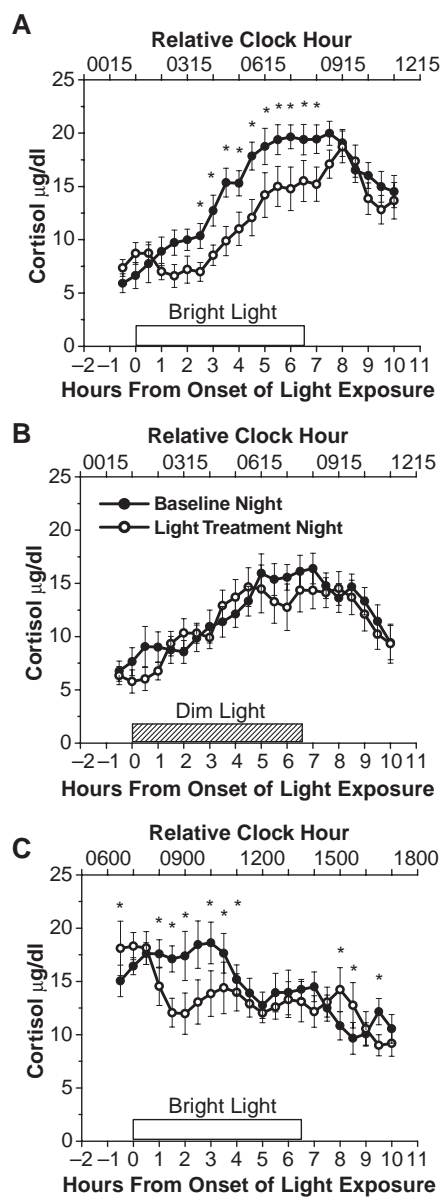 A
Relative Clock Hour
0015 0315 0615 0915 1215
25
20
15
10
5
0
Cortisol µg/dl
* * * * * * * * * *
Bright Light
−2 −1 0 1 2 3 4 5 6 7 8 9 10 11
Hours From Onset of Light Exposure
B
Relative Clock Hour
0015 0315 0615 0915 1215
25
20
15
10
5
0
Cortisol µg/dl
Baseline Night
Light Treatment Night
Dim Light
−2 −1 0 1 2 3 4 5 6 7 8 9 10 11
Hours From Onset of Light Exposure
C
Relative Clock Hour
0600 0900 1200 1500 1800
25
20
15
10
5
0
Cortisol µg/dl
* * * * * * * * * *
Bright Light
−2 −1 0 1 2 3 4 5 6 7 8 9 10 11
Hours From Onset of Light Exposure